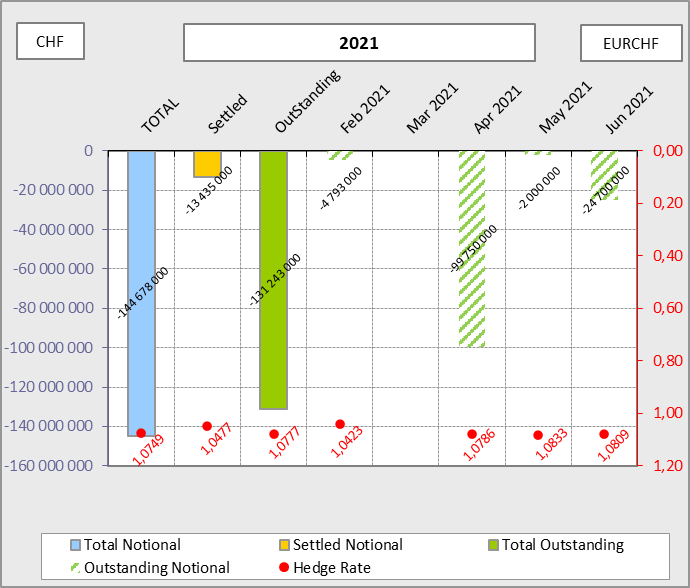 CHF
2021
EURCHF
TOTAL
Settled
OutStanding
Feb 2021
Mar 2021
Apr 2021
May 2021
Jun 2021
0
-20 000 000
-40 000 000
-60 000 000
-80 000 000
-100 000 000
-120 000 000
-140 000 000
-160 000 000
0,00
0,20
0,40
0,60
0,80
1,00
1,20
-144 678 000
-13 435 000
-131 243 000
-4 793 000
-99 750 000
-2 000 000
-24 700 000
1,0749
1,0477
1,0777
1,0423
1,0786
1,0833
1,0809
Total Notional
Settled Notional
Total Outstanding
Outstanding Notional
Hedge Rate